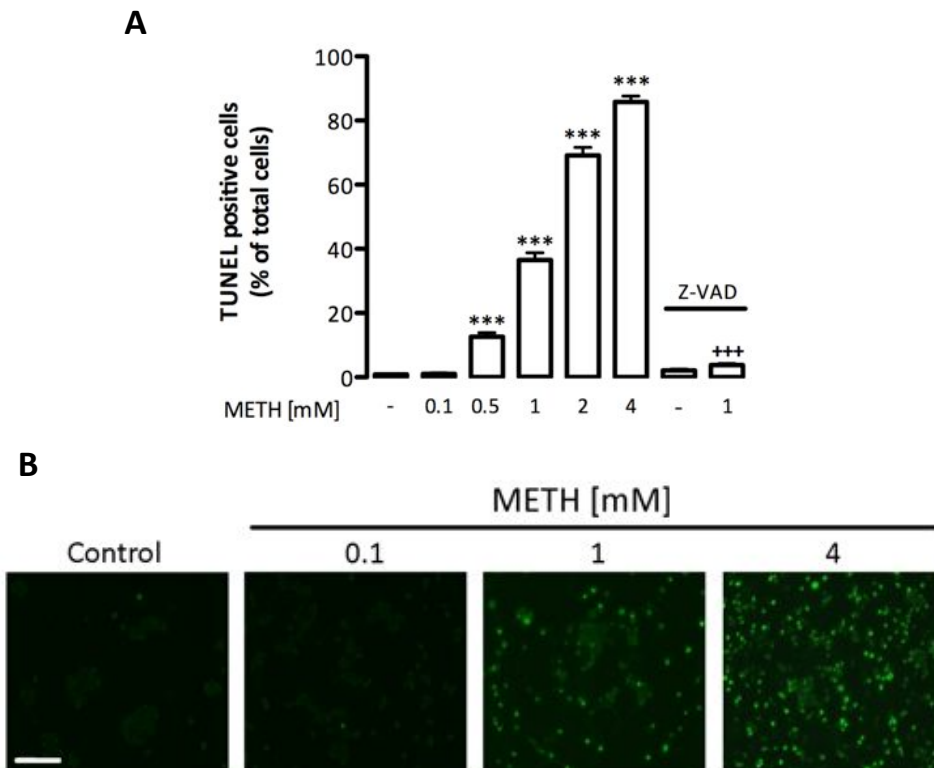 A
TUNEL positive cells
(% of total cells)
100
80
60
40
20
0
***
***
***
***
Z-VAD
+++
METH [mM] - 0.1 0.5 1 2 4 - 1
B
METH [mM]
Control 0.1 1 4